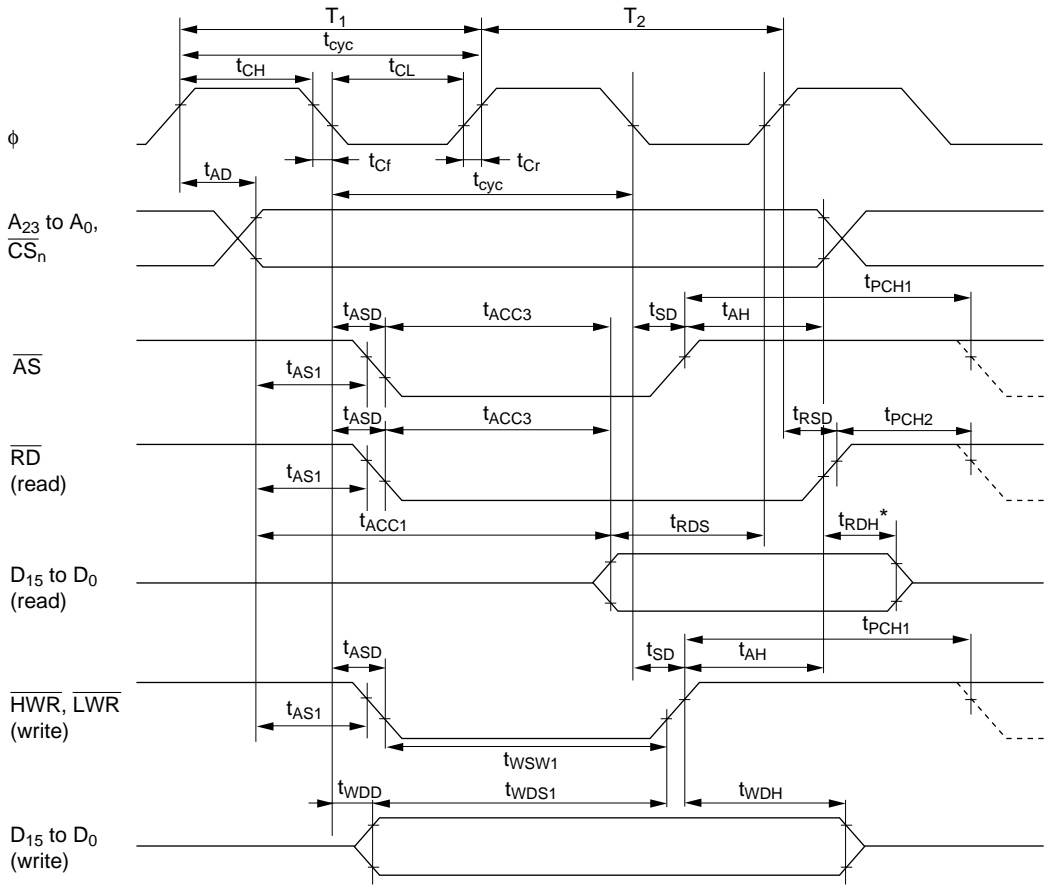 T1 T2
tcyc
tCH tCL
φ
tCf tCr
tAD tcyc
A23 to A0,
CSn
tPCH1
tASD tACC3 tSD tAH
AS
tAS1
tASD tACC3 tRSD tPCH2
RD
(read)
tAS1
tACC1 tRDS tRDH*
D15 to D0
(read)
tPCH1
tASD tSD tAH
HWR, LWR
(write)
tAS1
tWSW1
tWDD tWDS1 tWDH
D15 to D0
(write)